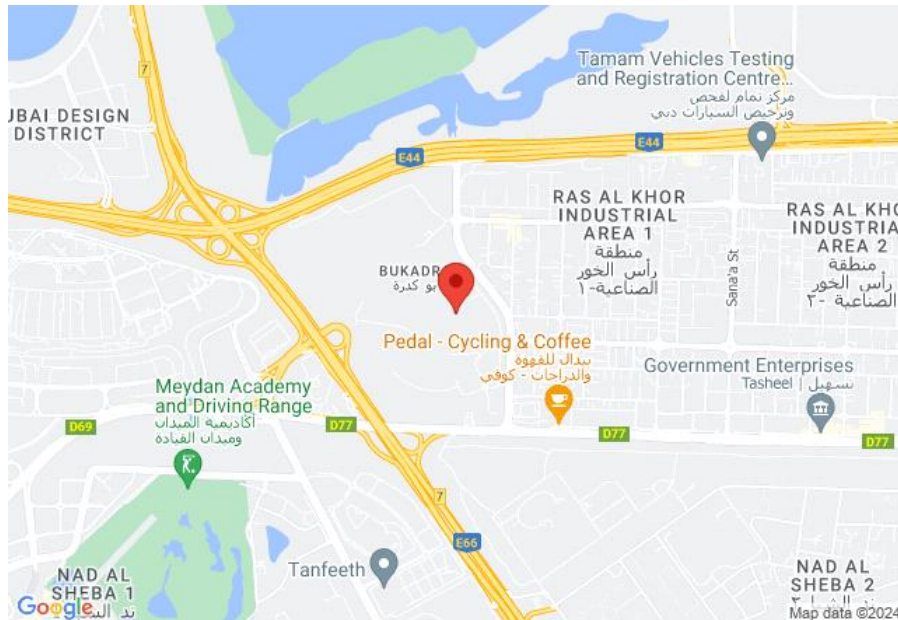 7
Tamam Vehicles Testing
and Registration Centre...
مركز تمام لفحص
وترخيص السيارات دبي
UBAI DESIGN
DISTRICT
E44
E44
RAS AL KHOR
INDUSTRIAL
AREA 1
منطقة
رأس الخور
الصناعية-١
RAS AL KHO
INDUSTRIA
AREA 2
منطقة
رأس الخور
الصناعية -٢
Sana'a St
BUKADR
بو كدرة
Pedal - Cycling & Coffee
بيدال للقهوة
والدراجات - كوفي
Government Enterprises
Tasheel | تسهيل
Meydan Academy
and Driving Range
أكاديمية الميدان
وميدان القيادة
D69
D77
D77
D77
7
E66
Tanfeeth
NAD AL
SHEBA 1
NAD AL
SHEBA 2
Google
Map data ©2024